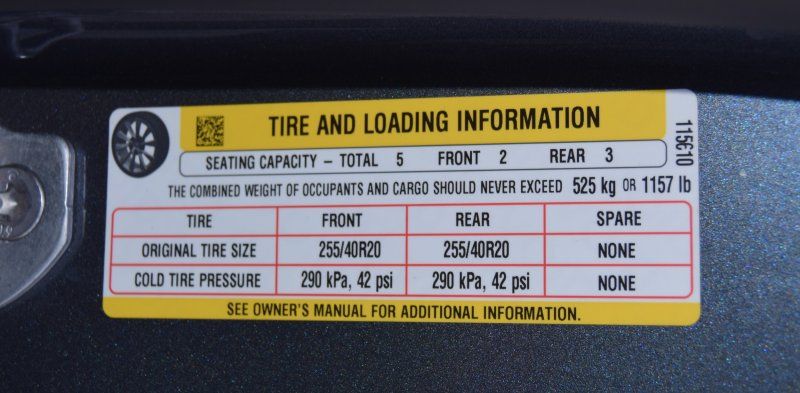 TIRE AND LOADING INFORMATION
SEATING CAPACITY – TOTAL 5 FRONT 2 REAR 3
THE COMBINED WEIGHT OF OCCUPANTS AND CARGO SHOULD NEVER EXCEED 525 kg OR 1157 lb
TIRE FRONT REAR SPARE
ORIGINAL TIRE SIZE 255/40R20 255/40R20 NONE
COLD TIRE PRESSURE 290 kPa, 42 psi 290 kPa, 42 psi NONE
SEE OWNER'S MANUAL FOR ADDITIONAL INFORMATION.